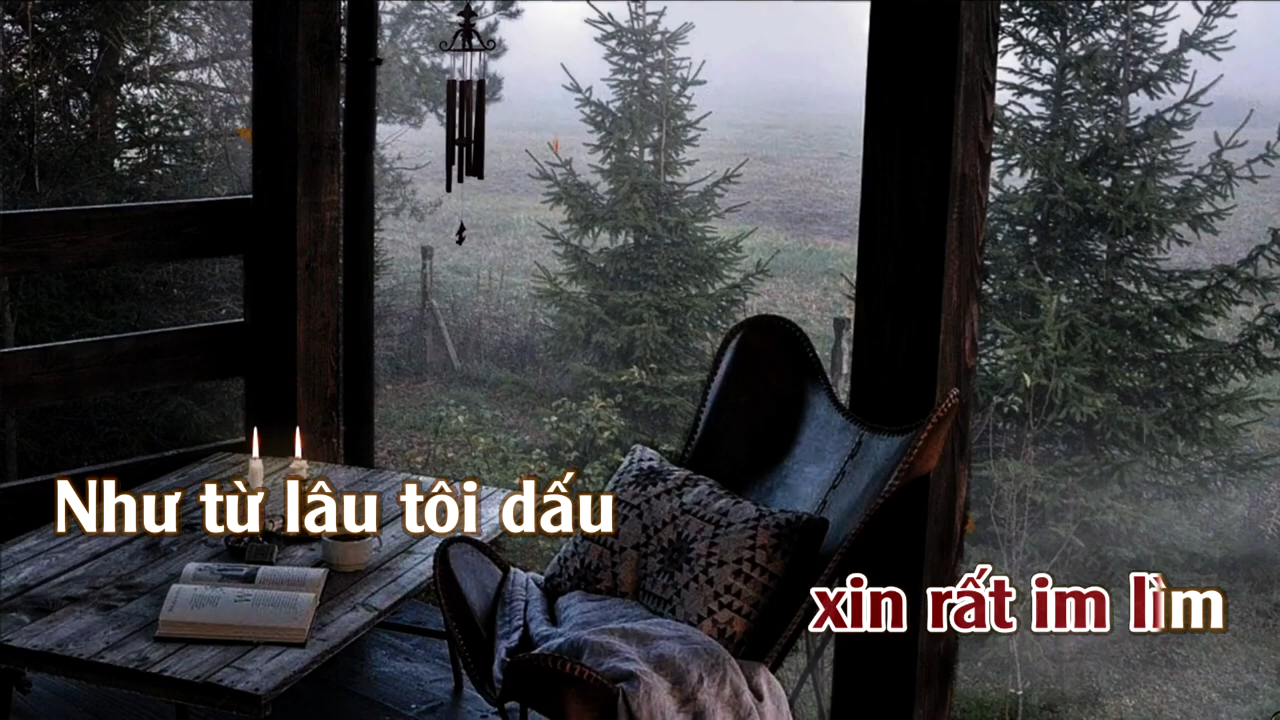 Như từ lâu tôi dấu
xin rất im lìm